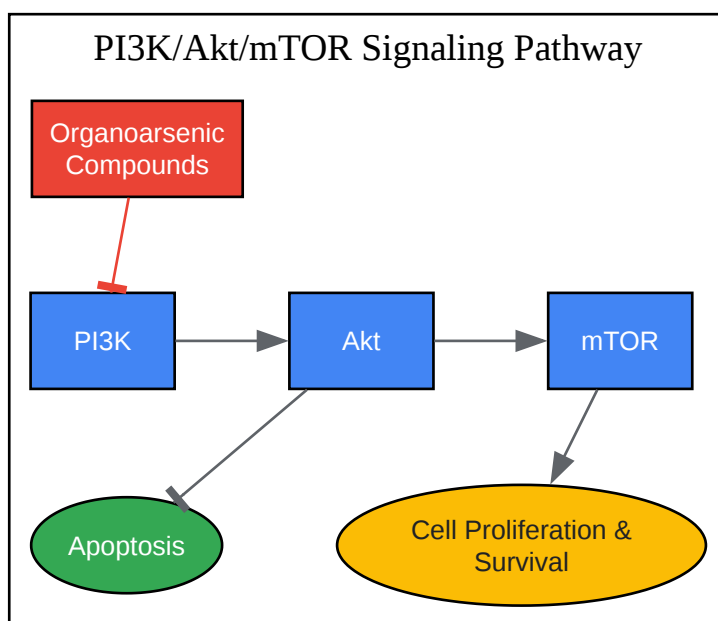 PI3K/Akt/mTOR Signaling Pathway
Organoarsenic
Compounds
PI3K
Akt
mTOR
Apoptosis
Cell Proliferation &
Survival